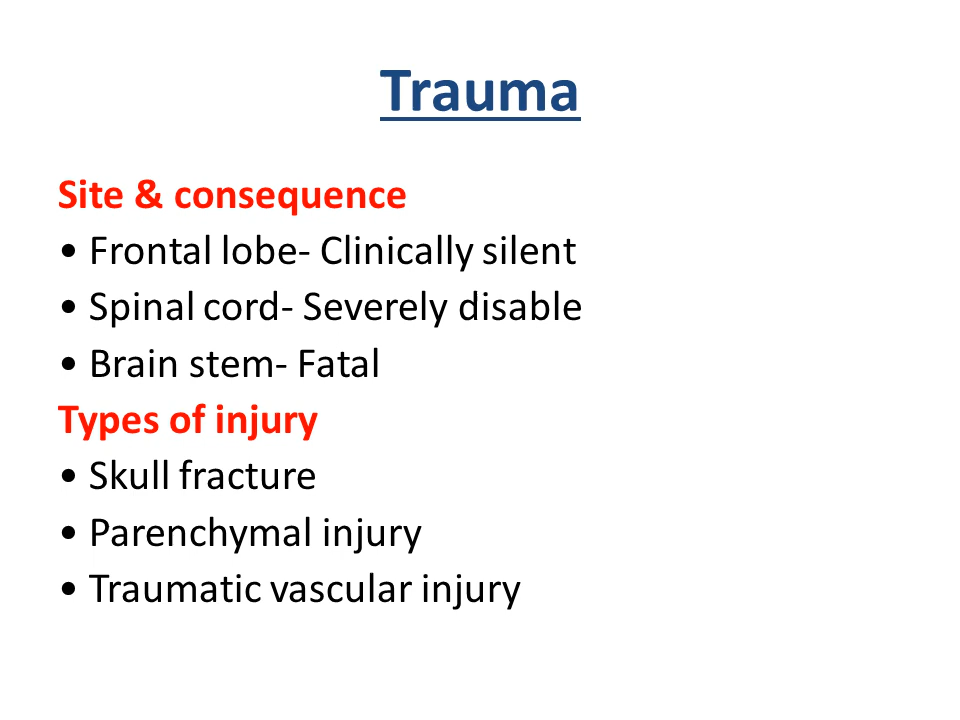 Trauma
Site & consequence
• Frontal lobe- Clinically silent
• Spinal cord- Severely disable
• Brain stem- Fatal
Types of injury
• Skull fracture
• Parenchymal injury
• Traumatic vascular injury